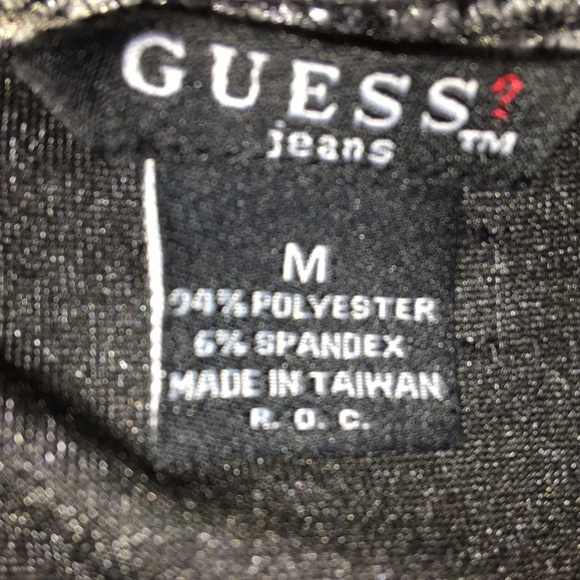 GUESS?™
jeans
M
94% POLYESTER
6% SPANDEX
MADE IN TAIWAN
R. O. C.